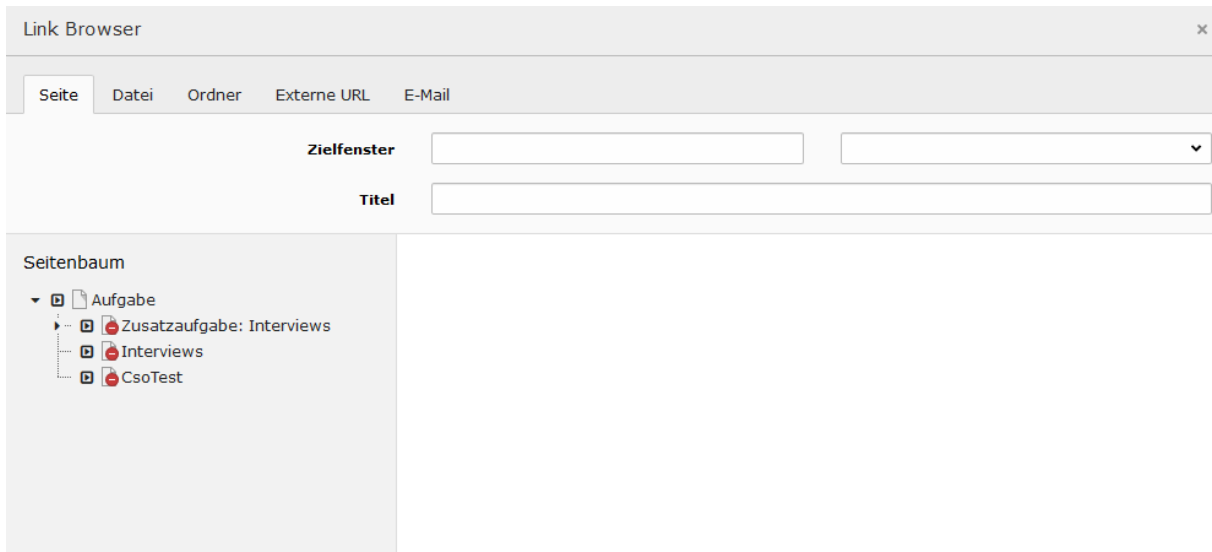 Link Browser
Seite Datei Ordner Externe URL E-Mail
Zielfenster
Titel
Seitenbaum
Aufgabe
Zusatzaufgabe: Interviews
Interviews
CsoTest